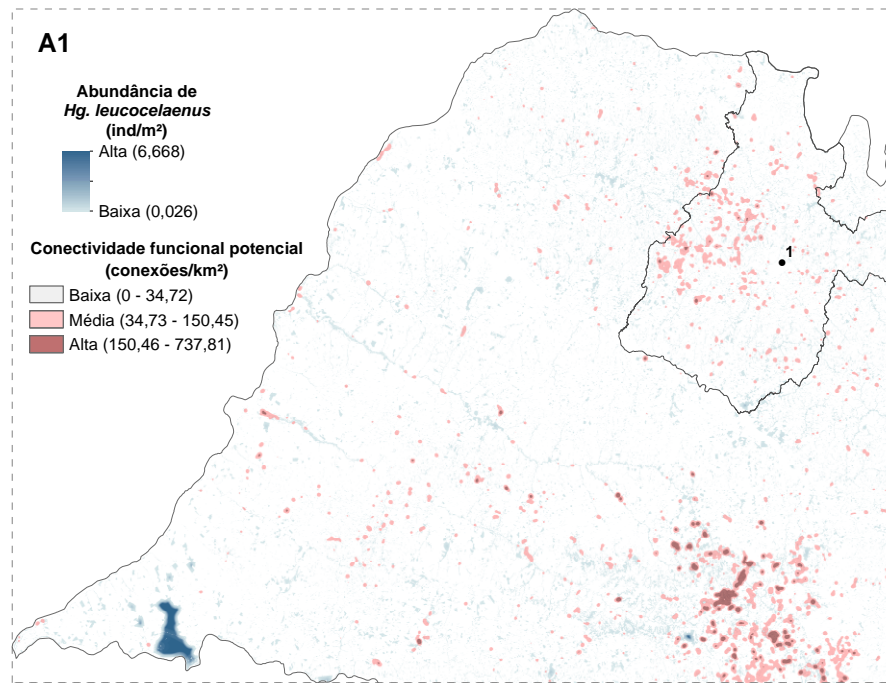 A1
Abundância de
Hg. leucocelaenus
(ind/m²)
Alta (6,668)
Baixa (0,026)
Conectividade funcional potencial
(conexões/km²)
Baixa (0 - 34,72)
Média (34,73 - 150,45)
Alta (150,46 - 737,81)
1